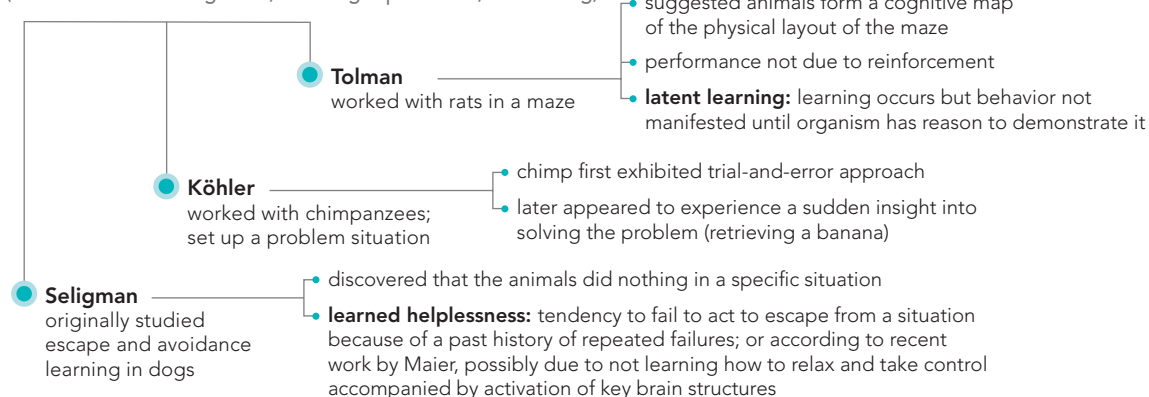 suggested animals form a cognitive map
of the physical layout of the maze
performance not due to reinforcement
Tolman
worked with rats in a maze
latent learning: learning occurs but behavior not
manifested until organism has reason to demonstrate it
Köhler
worked with chimpanzees;
set up a problem situation
chimp first exhibited trial-and-error approach
later appeared to experience a sudden insight into
solving the problem (retrieving a banana)
Seligman
originally studied
escape and avoidance
learning in dogs
discovered that the animals did nothing in a specific situation
learned helplessness: tendency to fail to act to escape from a situation
because of a past history of repeated failures; or according to recent
work by Maier, possibly due to not learning how to relax and take control
accompanied by activation of key brain structures